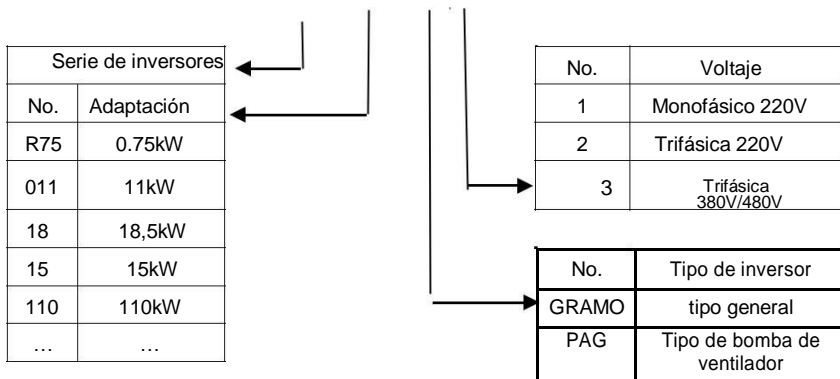 Serie de inversores
No. Adaptación
R75 0.75kW
011 11kW
18 18,5kW
15 15kW
110 110kW
… …
No. Voltaje
1 Monofásico 220V
2 Trifásica 220V
3 Trifásica
380V/480V
No. Tipo de inversor
GRAMO tipo general
PAG Tipo de bomba de
ventilador